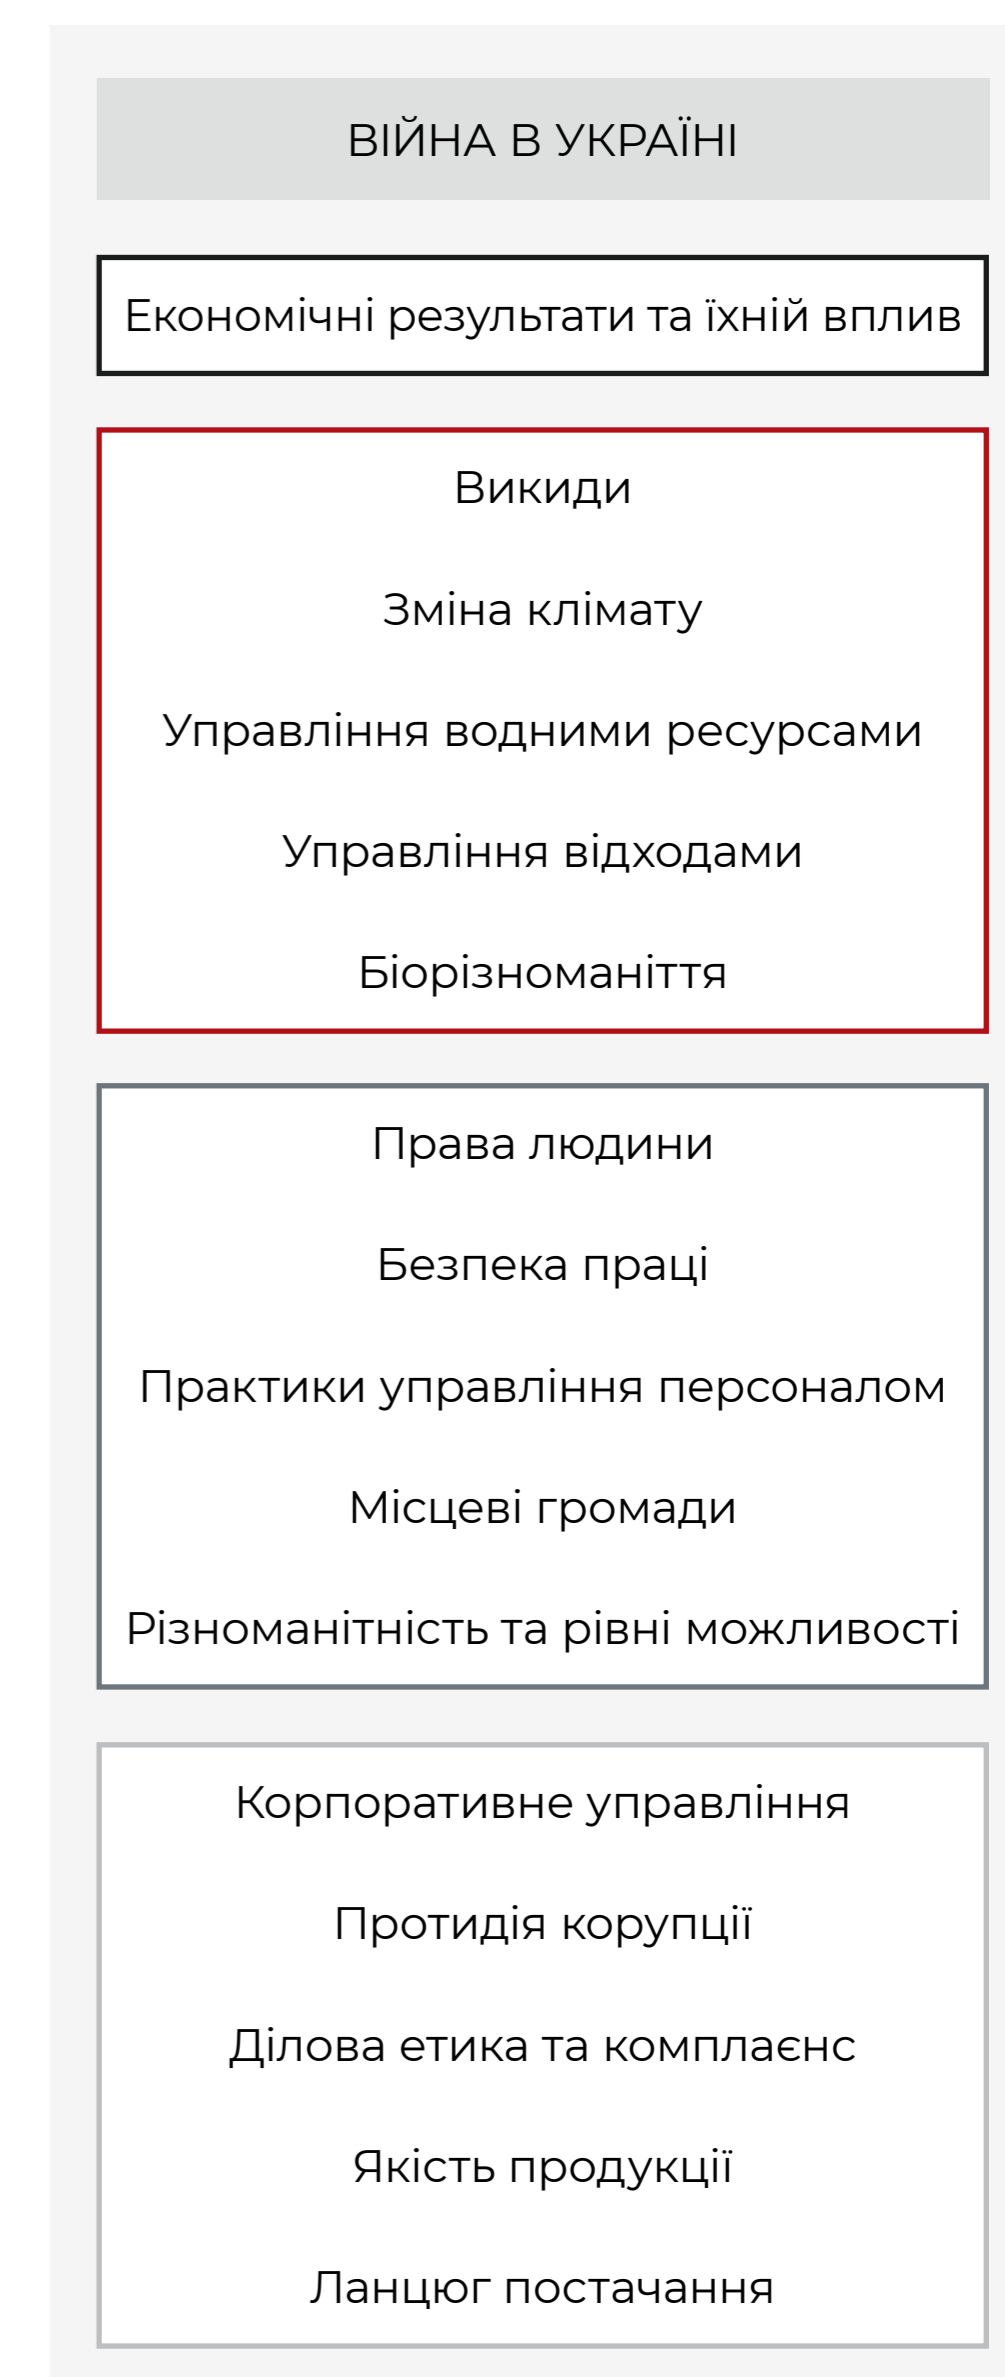 ВІЙНА В УКРАЇНІ
Економічні результати та їхній вплив
Викиди
Зміна клімату
Управління водними ресурсами
Управління відходами
Біорізноманіття
Права людини
Безпека праці
Практики управління персоналом
Місцеві громади
Різноманітність та рівні можливості
Корпоративне управління
Протидія корупції
Ділова етика та комплаєнс
Якість продукції
Ланцюг постачання